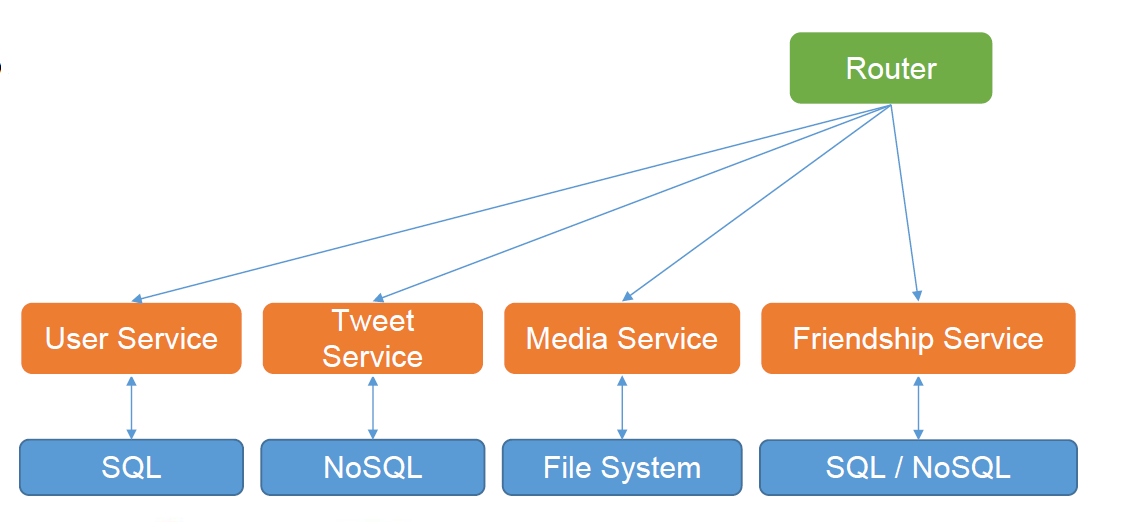 Router
User Service
Tweet
Service
Media Service
Friendship Service
SQL
NoSQL
File System
SQL / NoSQL